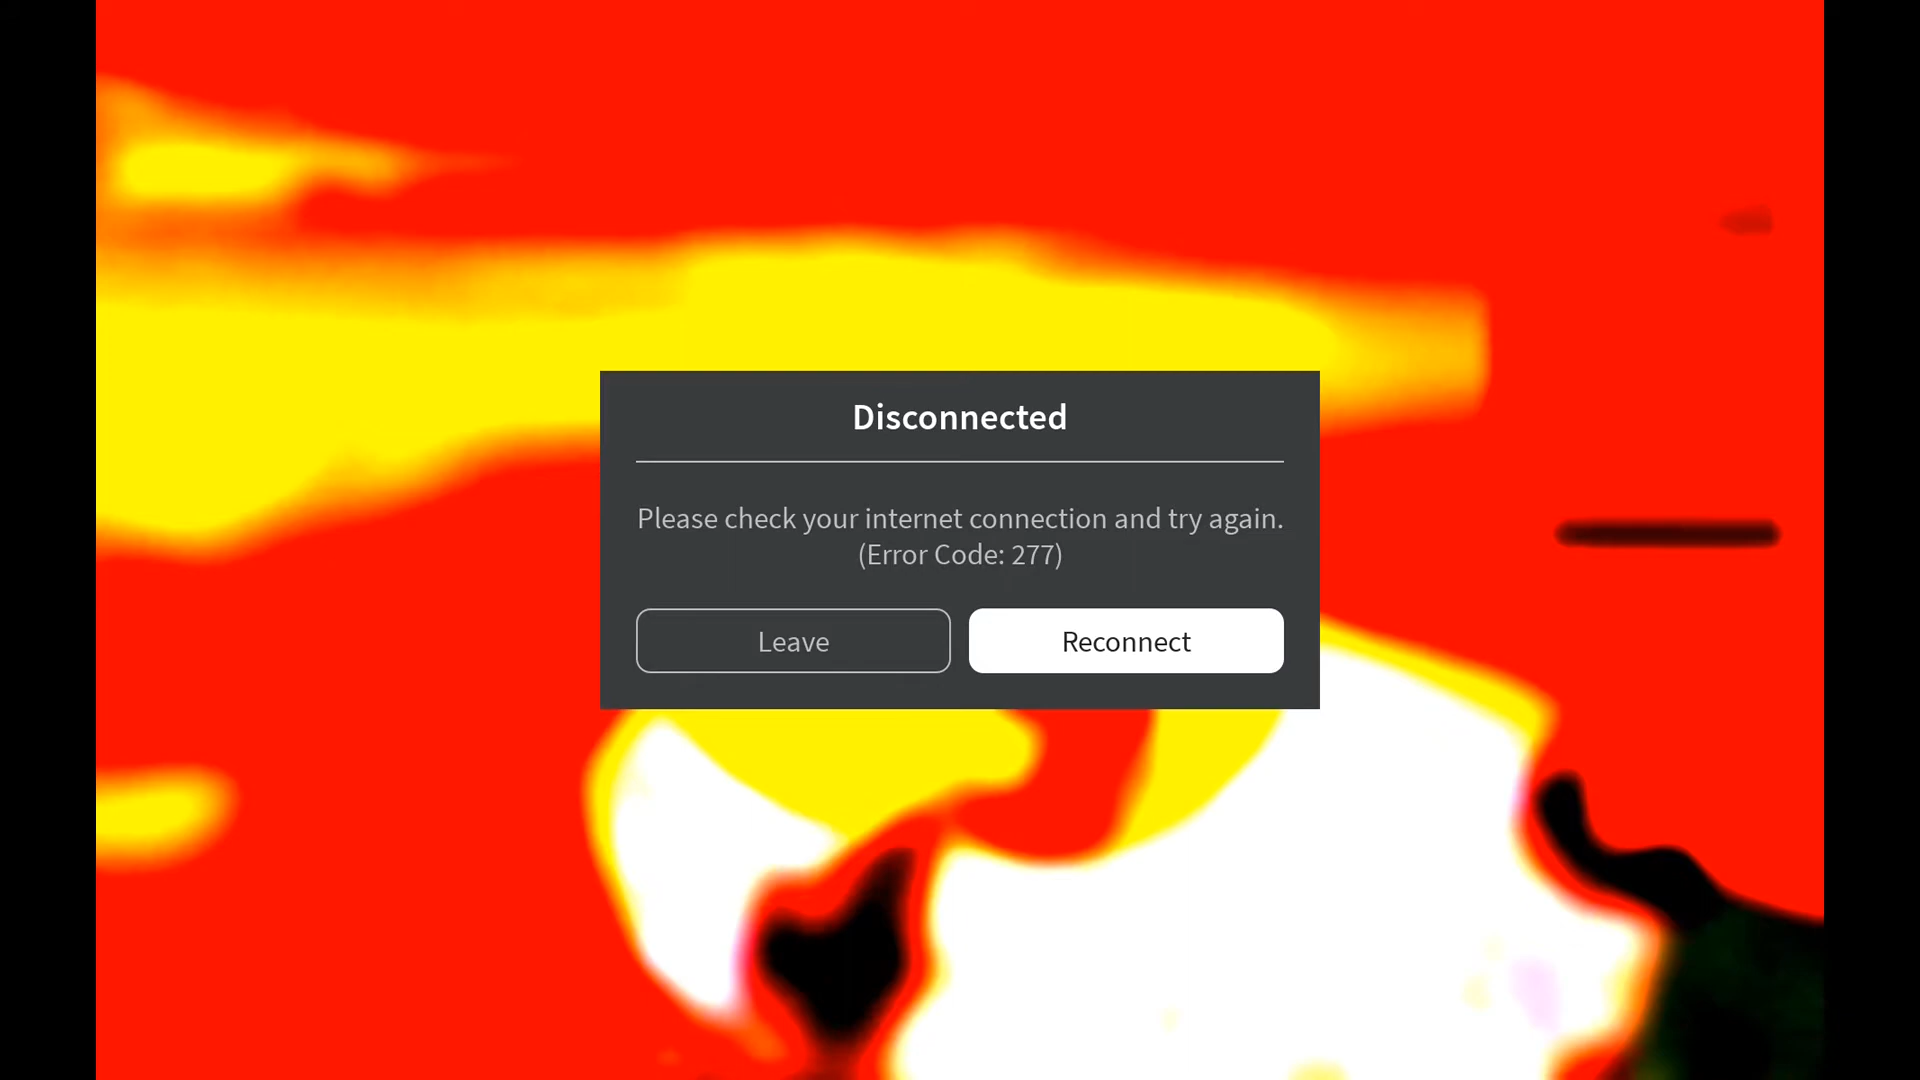 Disconnected
Please check your internet connection and try again.
(Error Code: 277)
Leave
Reconnect